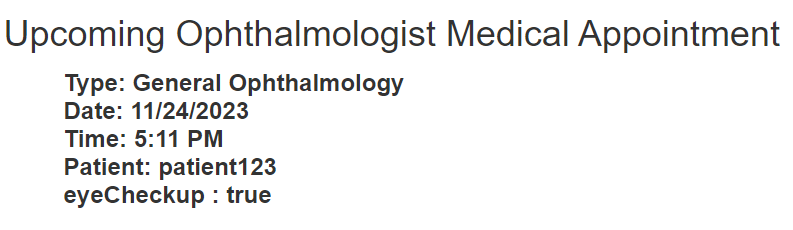 Upcoming Ophthalmologist Medical Appointment
Type: General Ophthalmology
Date: 11/24/2023
Time: 5:11 PM
Patient: patient123
eyeCheckup : true